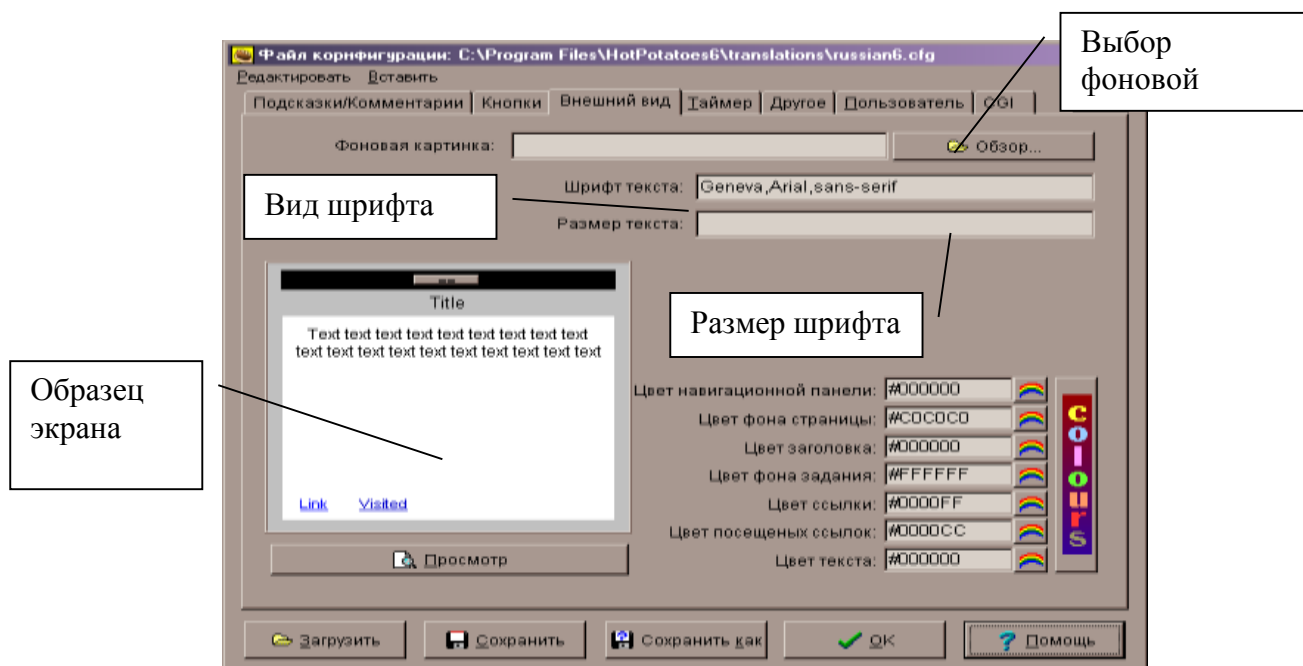 Выбор
фоновой
Файл корнфигурации: C:\Program Files\HotPotatoes6\translations\russian6.cfg
Редактировать Вставить
Подсказки/Комментарии Кнопки Внешний вид Таймер Другое Пользователь CGI
Фоновая картинка: Обзор...
Шрифт текста: Geneva,Arial,sans-serif
Вид шрифта
Размер текста:
Title
Text text text text text text text text text
text text text text text text text text text text
Размер шрифта
Образец
экрана
Цвет навигационной панели: #000000
Цвет фона страницы: #C0C0C0
Цвет заголовка: #000000
Цвет фона задания: #FFFFFF
Цвет ссылки: #0000FF
Цвет посещеных ссылок: #0000CC
Цвет текста: #000000
Colours
Link Visited
Просмотр
Загрузить Сохранить Сохранить как OK Помощь